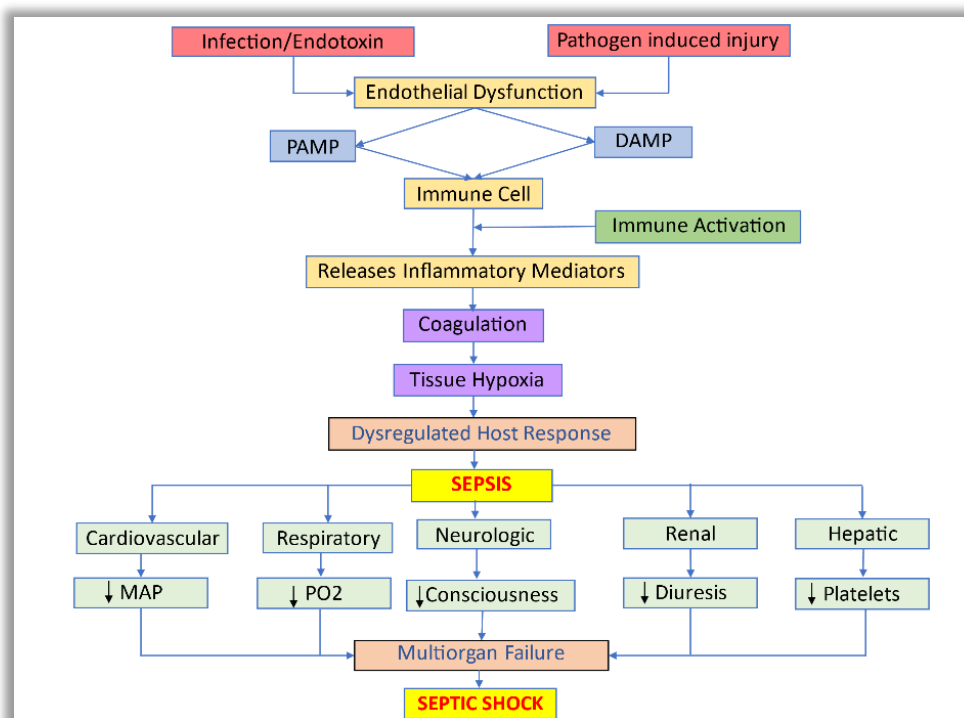 Infection/Endotoxin
Pathogen induced injury
Endothelial Dysfunction
PAMP
DAMP
Immune Cell
Immune Activation
Releases Inflammatory Mediators
Coagulation
Tissue Hypoxia
Dysregulated Host Response
SEPSIS
Cardiovascular
Respiratory
Neurologic
Renal
Hepatic
↓ MAP
↓ PO2
↓Consciousness
↓ Diuresis
↓ Platelets
Multiorgan Failure
SEPTIC SHOCK